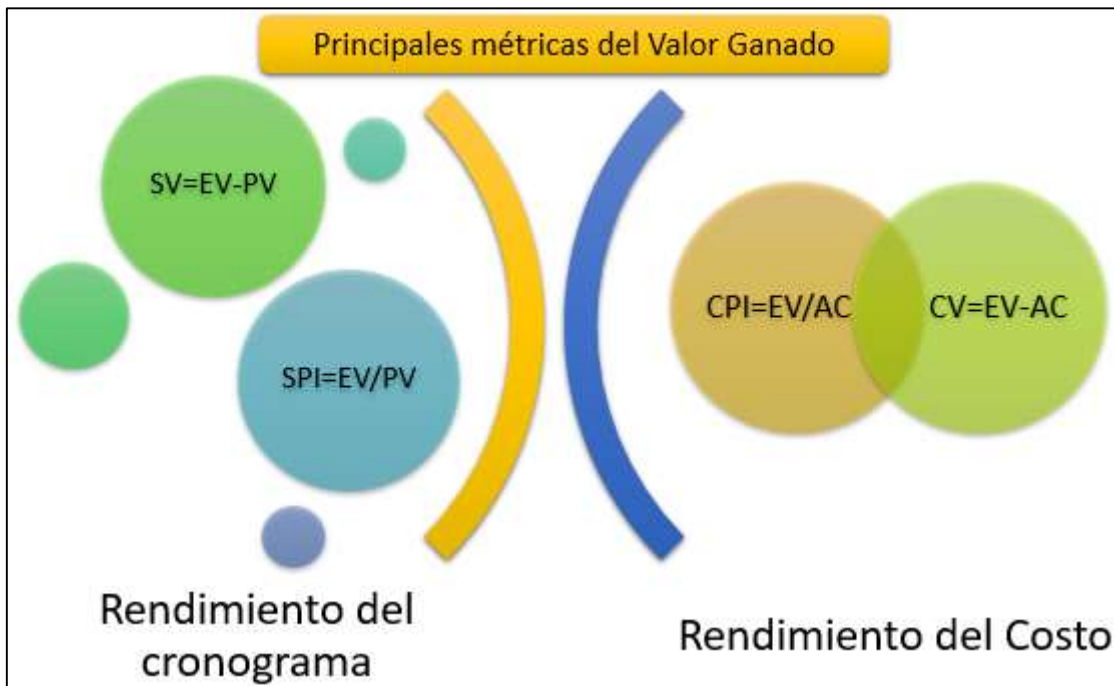 Principales métricas del Valor Ganado
SV=EV-PV
SPI=EV/PV
CPI=EV/AC
CV=EV-AC
Rendimiento del
cronograma
Rendimiento del Costo